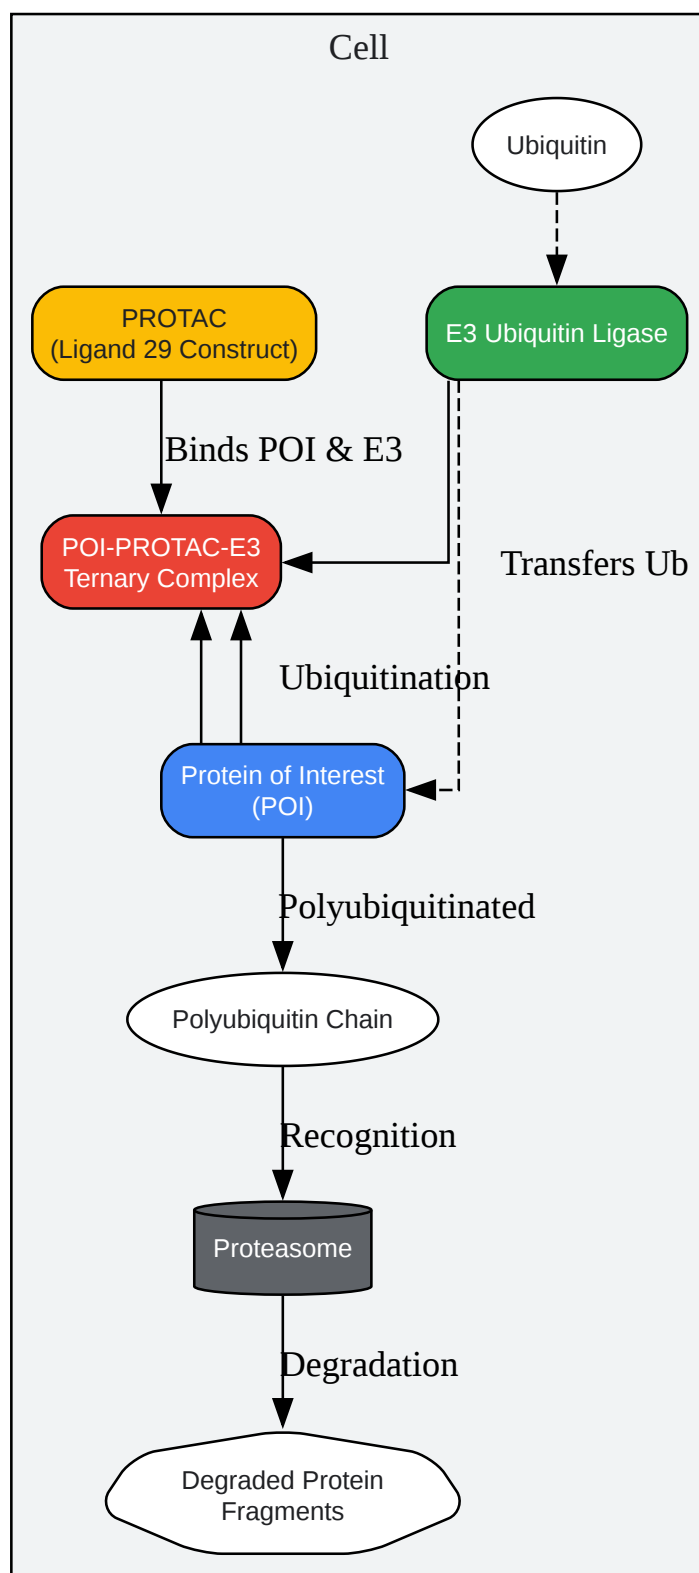 Cell
Ubiquitin
PROTAC
(Ligand 29 Construct)
E3 Ubiquitin Ligase
Binds POI & E3
POI-PROTAC-E3
Ternary Complex
Transfers Ub
Ubiquitination
Protein of Interest
(POI)
Polyubiquitinated
Polyubiquitin Chain
Recognition
Proteasome
Degradation
Degraded Protein
Fragments